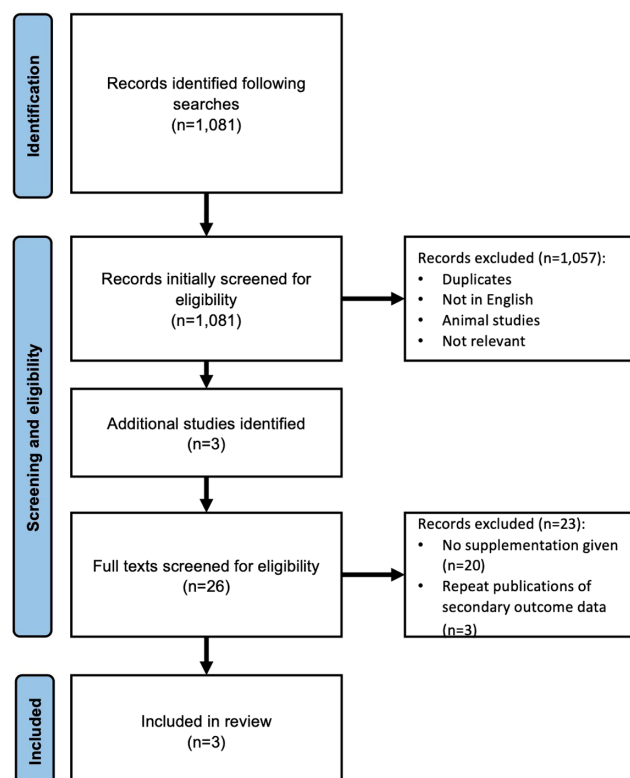 Identification
Records identified following
searches
(n=1,081)
Screening and eligibility
Records initially screened for
eligibility
(n=1,081)
Records excluded (n=1,057):
• Duplicates
• Not in English
• Animal studies
• Not relevant
Additional studies identified
(n=3)
Full texts screened for eligibility
(n=26)
Records excluded (n=23):
• No supplementation given
(n=20)
• Repeat publications of
secondary outcome data
(n=3)
Included
Included in review
(n=3)